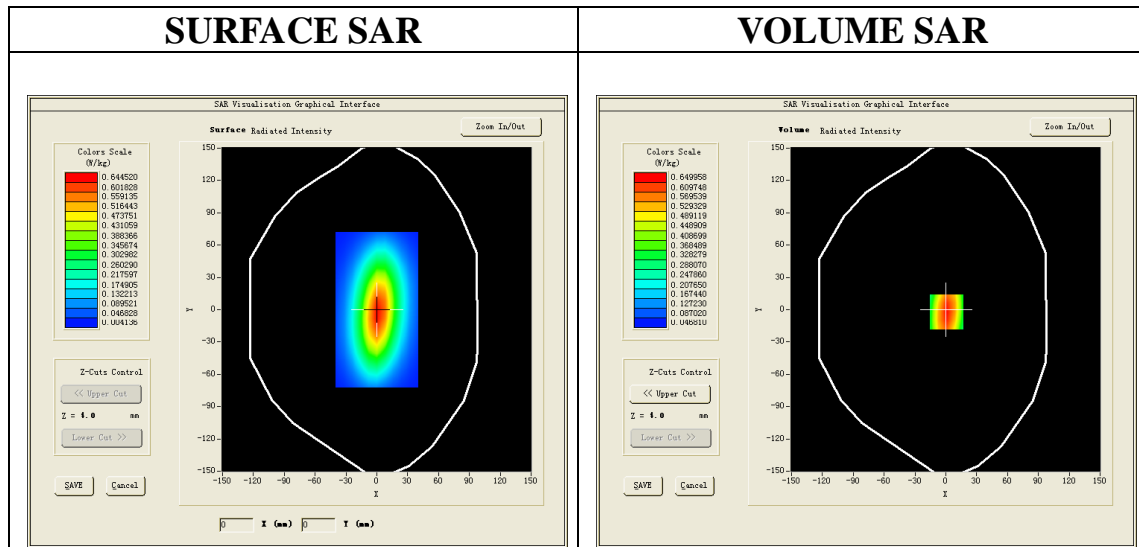 SURFACE SAR
VOLUME SAR
SAR Visualisation Graphical Interface
Surface Radiated Intensity
Zoom In/Out
Colors Scale
(W/kg)
0.644520
0.601828
0.559135
0.516443
0.473751
0.431059
0.388366
0.345674
0.302982
0.260290
0.217597
0.174905
0.132213
0.089521
0.046828
0.004136
150
120
90
60
30
0
-30
-60
-90
-120
-150
Y
-150 -120 -90 -60 -30 0 30 60 90 120 150
X
Z-Cuts Control
<< Upper Cut
Z = 4.0 mm
Lower Cut >>
SAVE Cancel
0 X (mm) 0 Y (mm)
SAR Visualisation Graphical Interface
Volume Radiated Intensity
Zoom In/Out
Colors Scale
(W/kg)
0.649958
0.609748
0.569539
0.529329
0.489119
0.448909
0.408699
0.368489
0.328279
0.288070
0.247860
0.207650
0.167440
0.127230
0.087020
0.046810
150
120
90
60
30
0
-30
-60
-90
-120
-150
Y
-150 -120 -90 -60 -30 0 30 60 90 120 150
X
Z-Cuts Control
<< Upper Cut
Z = 4.0 mm
Lower Cut >>
SAVE Cancel